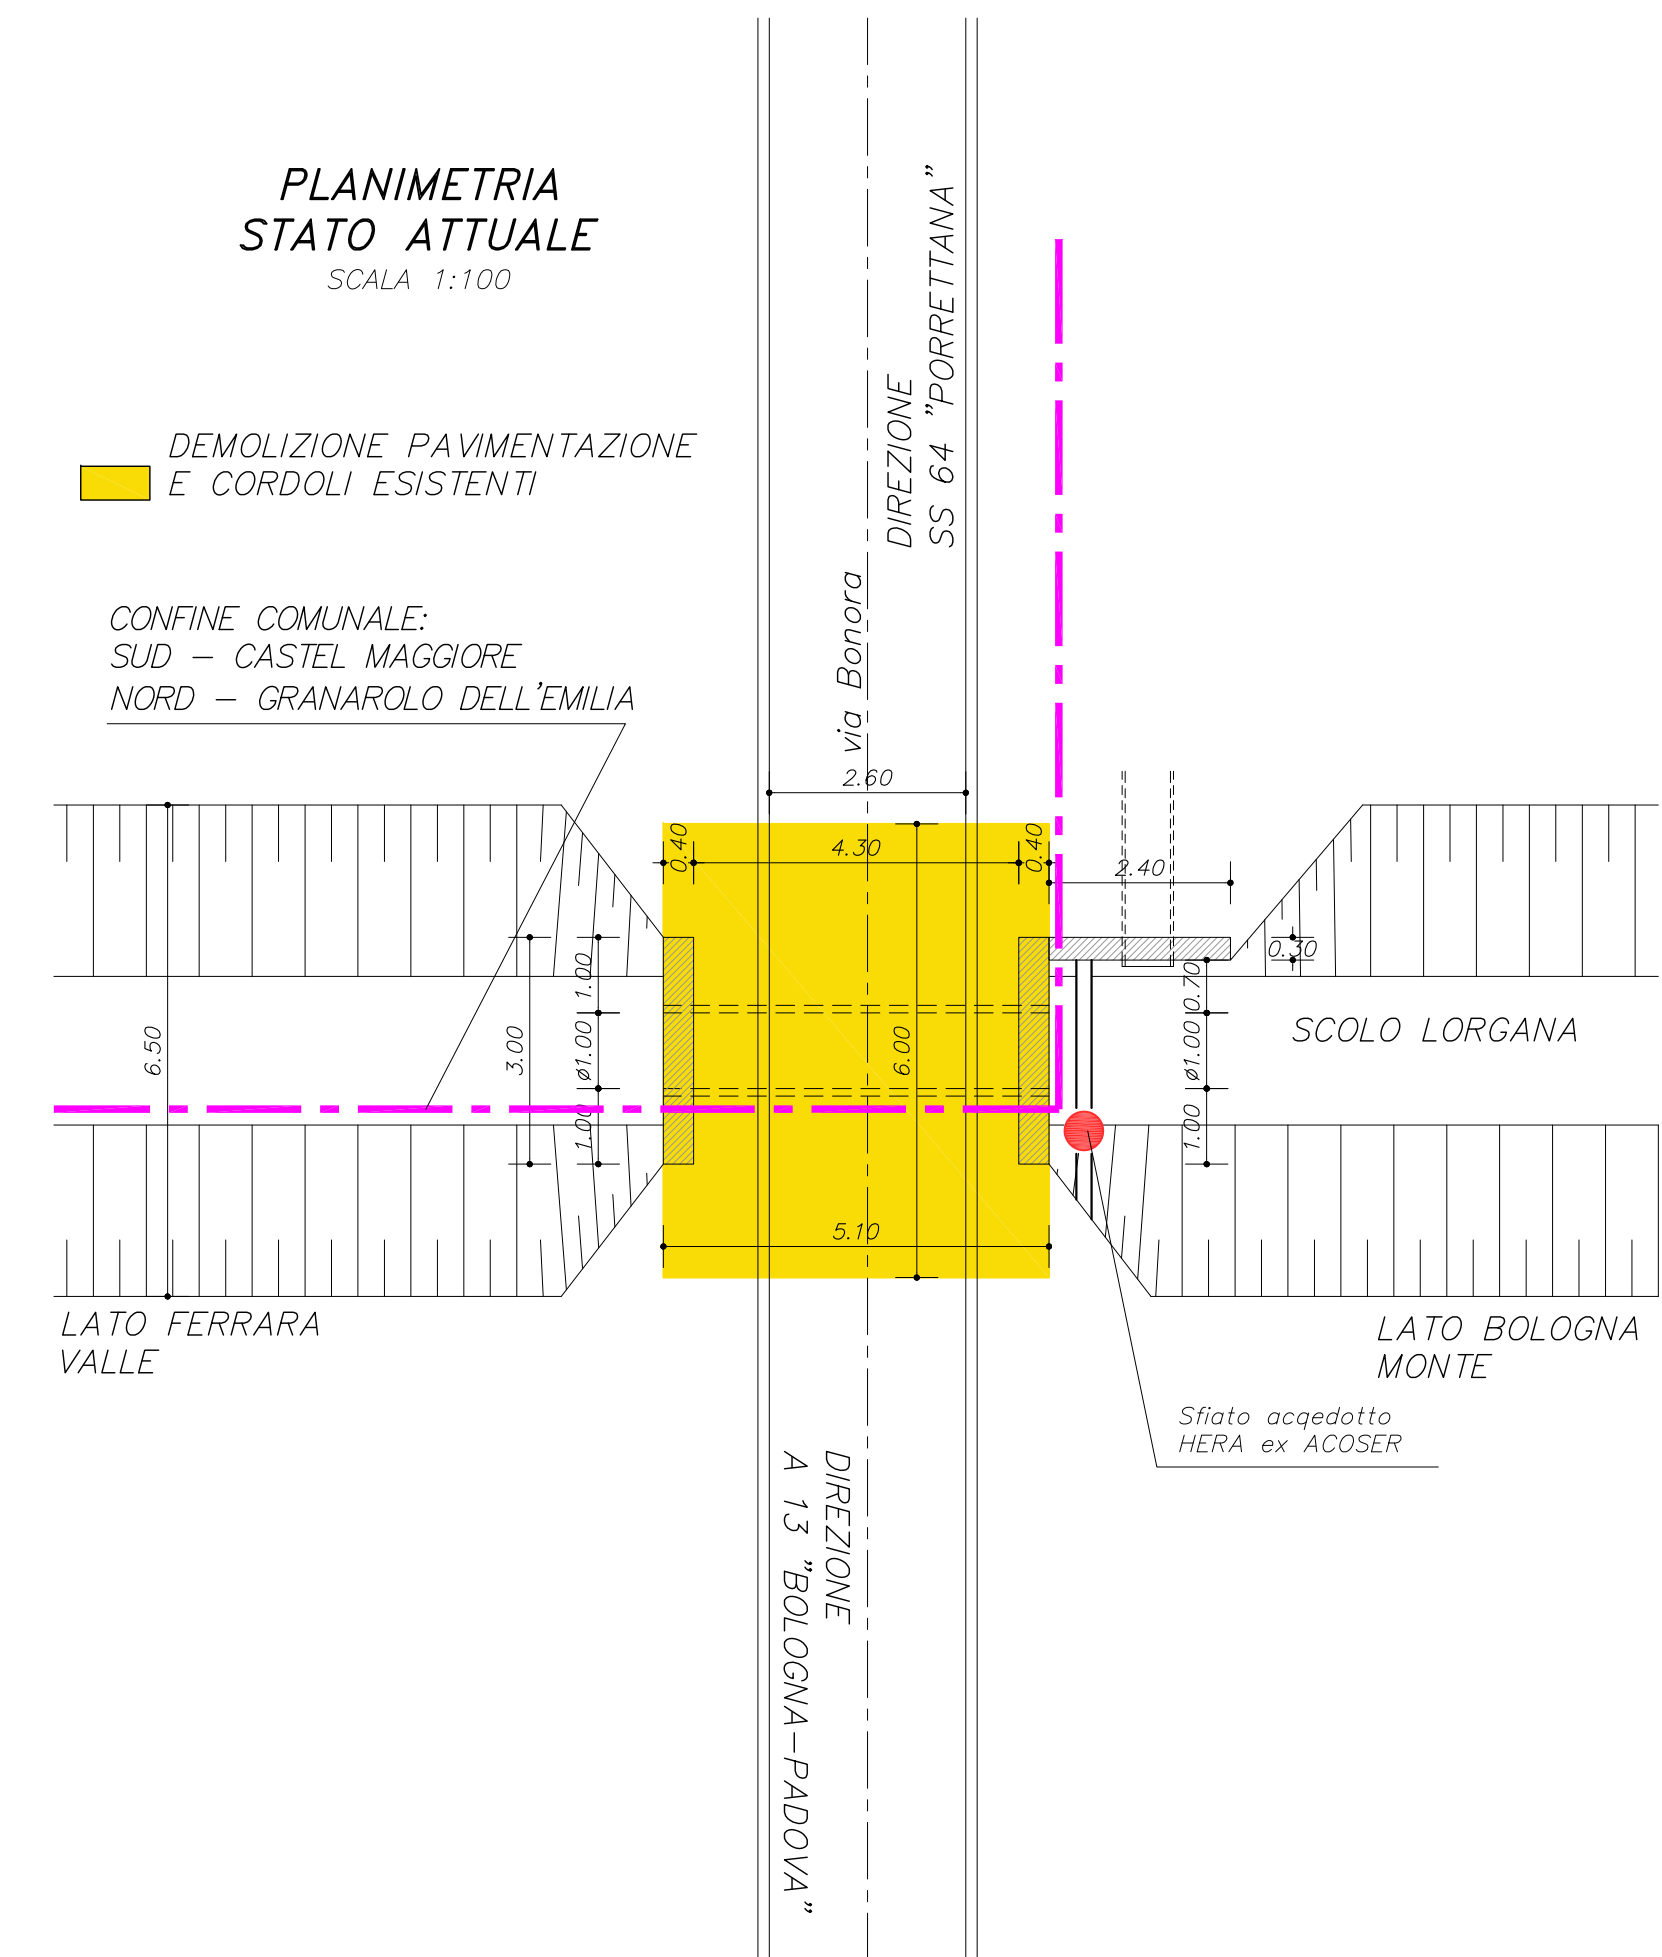 PLANIMETRIA
STATO ATTUALE
SCALA 1:100
DEMOLIZIONE PAVIMENTAZIONE
E CORDOLI ESISTENTI
CONFINE COMUNALE:
SUD – CASTEL MAGGIORE
NORD – GRANAROLO DELL'EMILIA
DIREZIONE
SS 64 "PORRETTANA"
via Bonora
2.60
0.40
4.30
0.40
2.40
0.30
6.50
3.00
1.00
ø1.00
1.00
6.00
0.70
ø1.00
1.00
SCOLO LORGANA
5.10
LATO FERRARA
VALLE
LATO BOLOGNA
MONTE
Sfiato acqedotto
HERA ex ACOSER
DIREZIONE
A 13 "BOLOGNA–PADOVA"